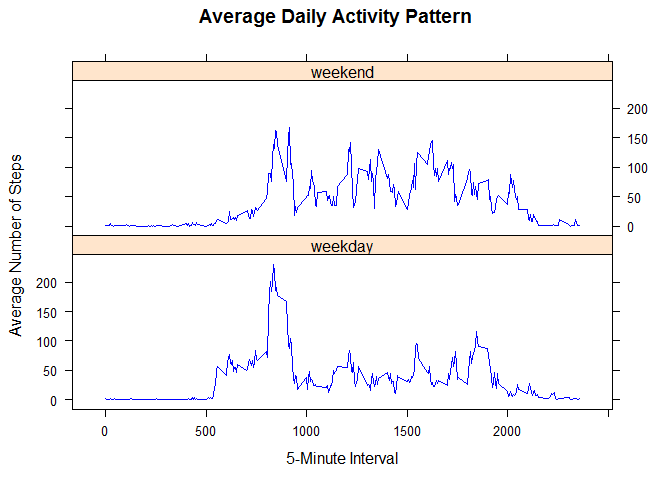 Average Daily Activity Pattern
weekend
200
150
100
50
0
weekday
200
150
100
50
0
0 500 1000 1500 2000
5-Minute Interval
Average Number of Steps